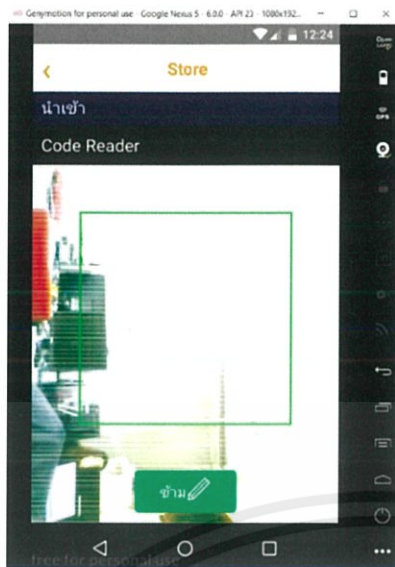 Genymotion for personal use - Google Nexus 5 - 6.0.0 - API 23 - 1080x192...
12:24
Store
นำเข้า
Code Reader
ข้าม
free for personal use
GPS